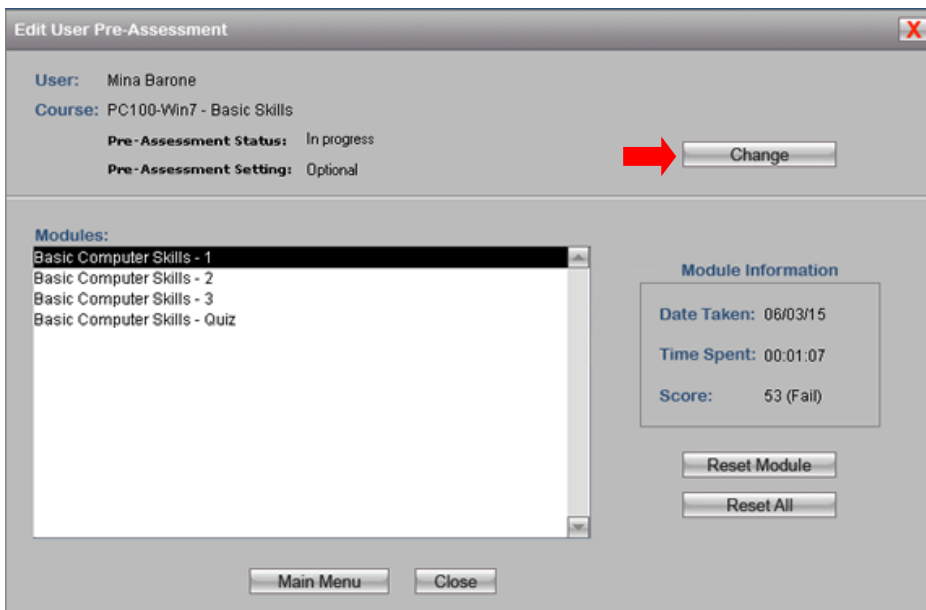 Edit User Pre-Assessment
X
User: Mina Barone
Course: PC100-Win7 - Basic Skills
Pre-Assessment Status: In progress
Pre-Assessment Setting: Optional
Change
Modules:
Basic Computer Skills - 1
Basic Computer Skills - 2
Basic Computer Skills - 3
Basic Computer Skills - Quiz
Module Information
Date Taken: 06/03/15
Time Spent: 00:01:07
Score: 53 (Fail)
Reset Module
Reset All
Main Menu
Close